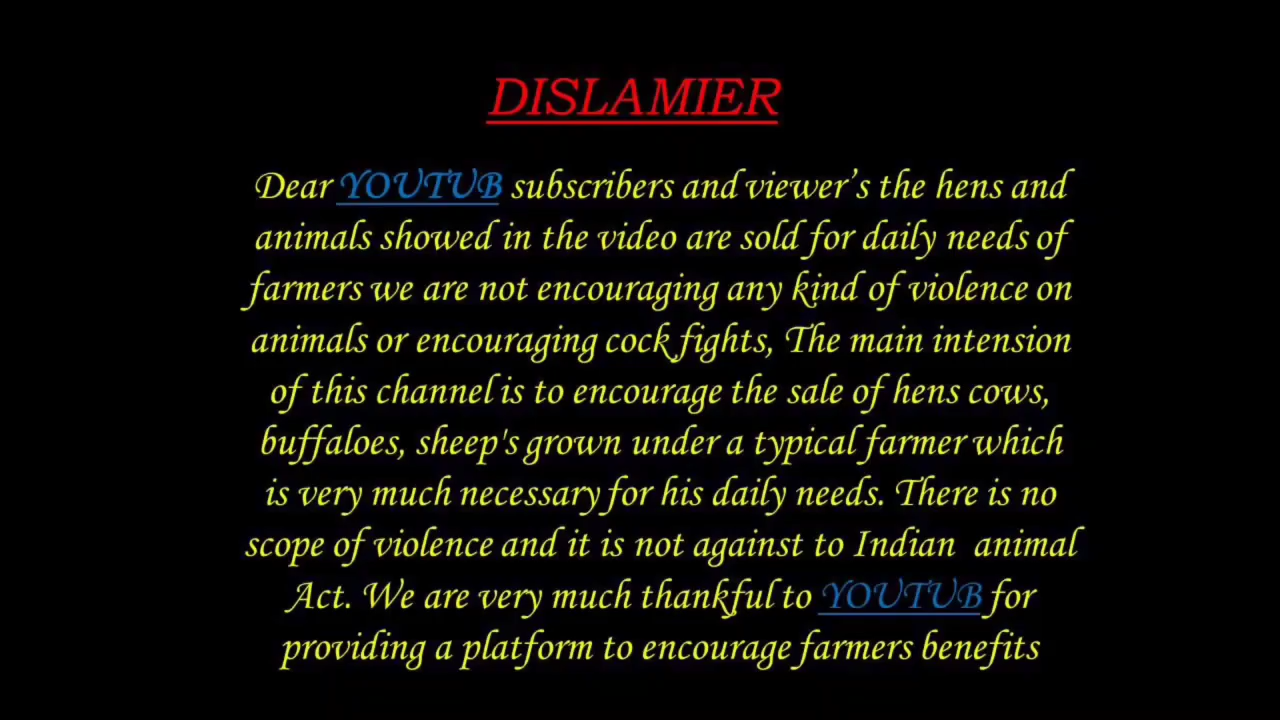 DISLAMIER
Dear YOUTUB subscribers and viewer’s the hens and
animals showed in the video are sold for daily needs of
farmers we are not encouraging any kind of violence on
animals or encouraging cock fights, The main intension
of this channel is to encourage the sale of hens cows,
buffaloes, sheep's grown under a typical farmer which
is very much necessary for his daily needs. There is no
scope of violence and it is not against to Indian  animal
Act. We are very much thankful to YOUTUB for
providing a platform to encourage farmers benefits